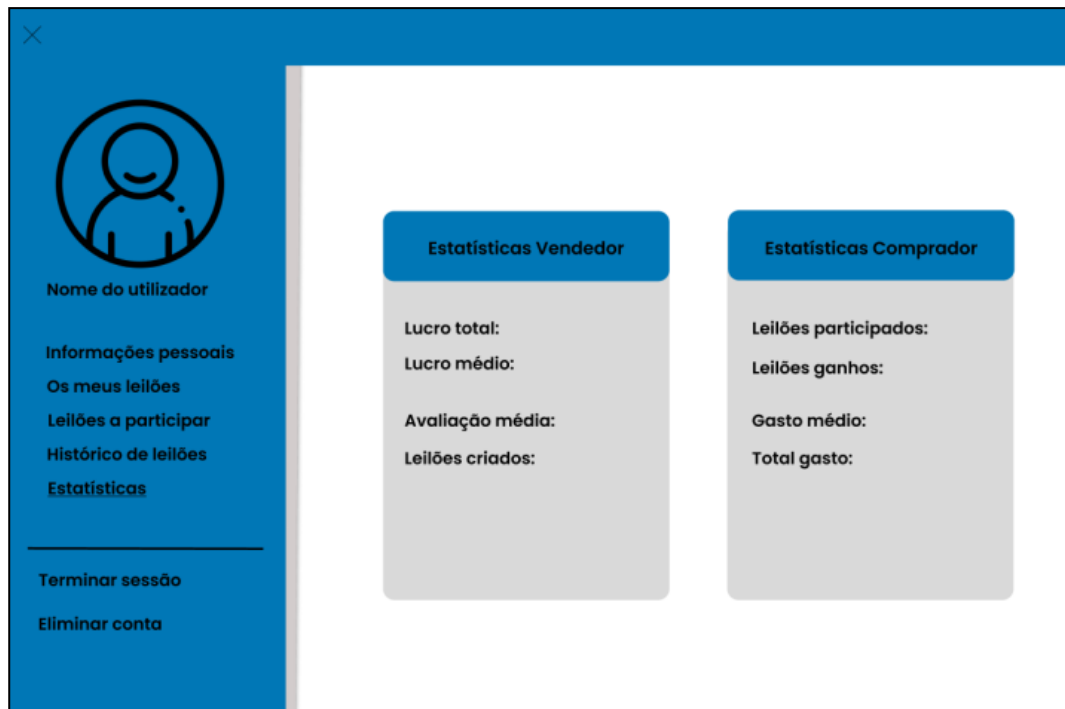 Nome do utilizador
Informações pessoais
Os meus leilões
Leilões a participar
Histórico de leilões
Estatísticas
Terminar sessão
Eliminar conta
Estatísticas Vendedor
Lucro total:
Lucro médio:
Avaliação média:
Leilões criados:
Estatísticas Comprador
Leilões participados:
Leilões ganhos:
Gasto médio:
Total gasto: